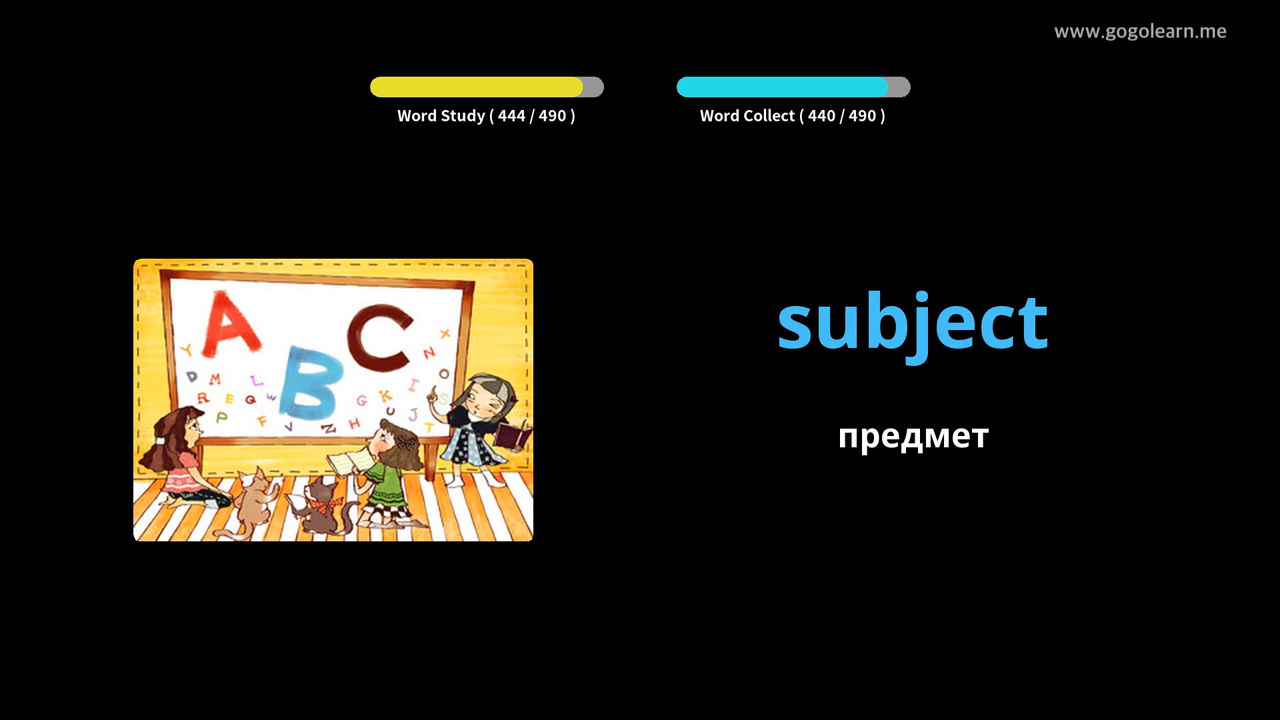 www.gogolearn.me
Word Study ( 444 / 490 )
Word Collect ( 440 / 490 )
subject
предмет
A
B
C
X
Y
N
D
M
L
O
I
R
E
Q
W
G
K
S
P
F
V
Z
H
U
J
T